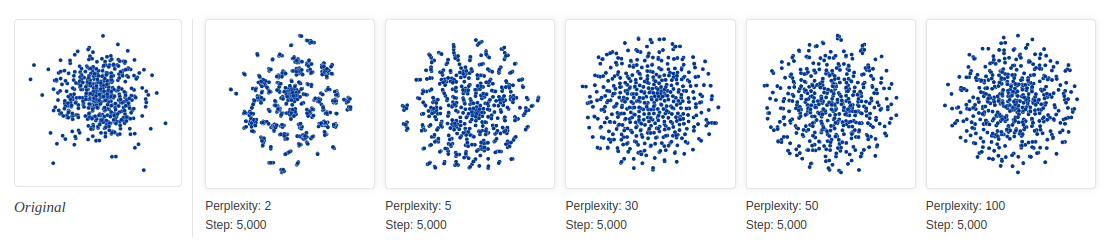 Original
Perplexity: 2
Step: 5,000
Perplexity: 5
Step: 5,000
Perplexity: 30
Step: 5,000
Perplexity: 50
Step: 5,000
Perplexity: 100
Step: 5,000